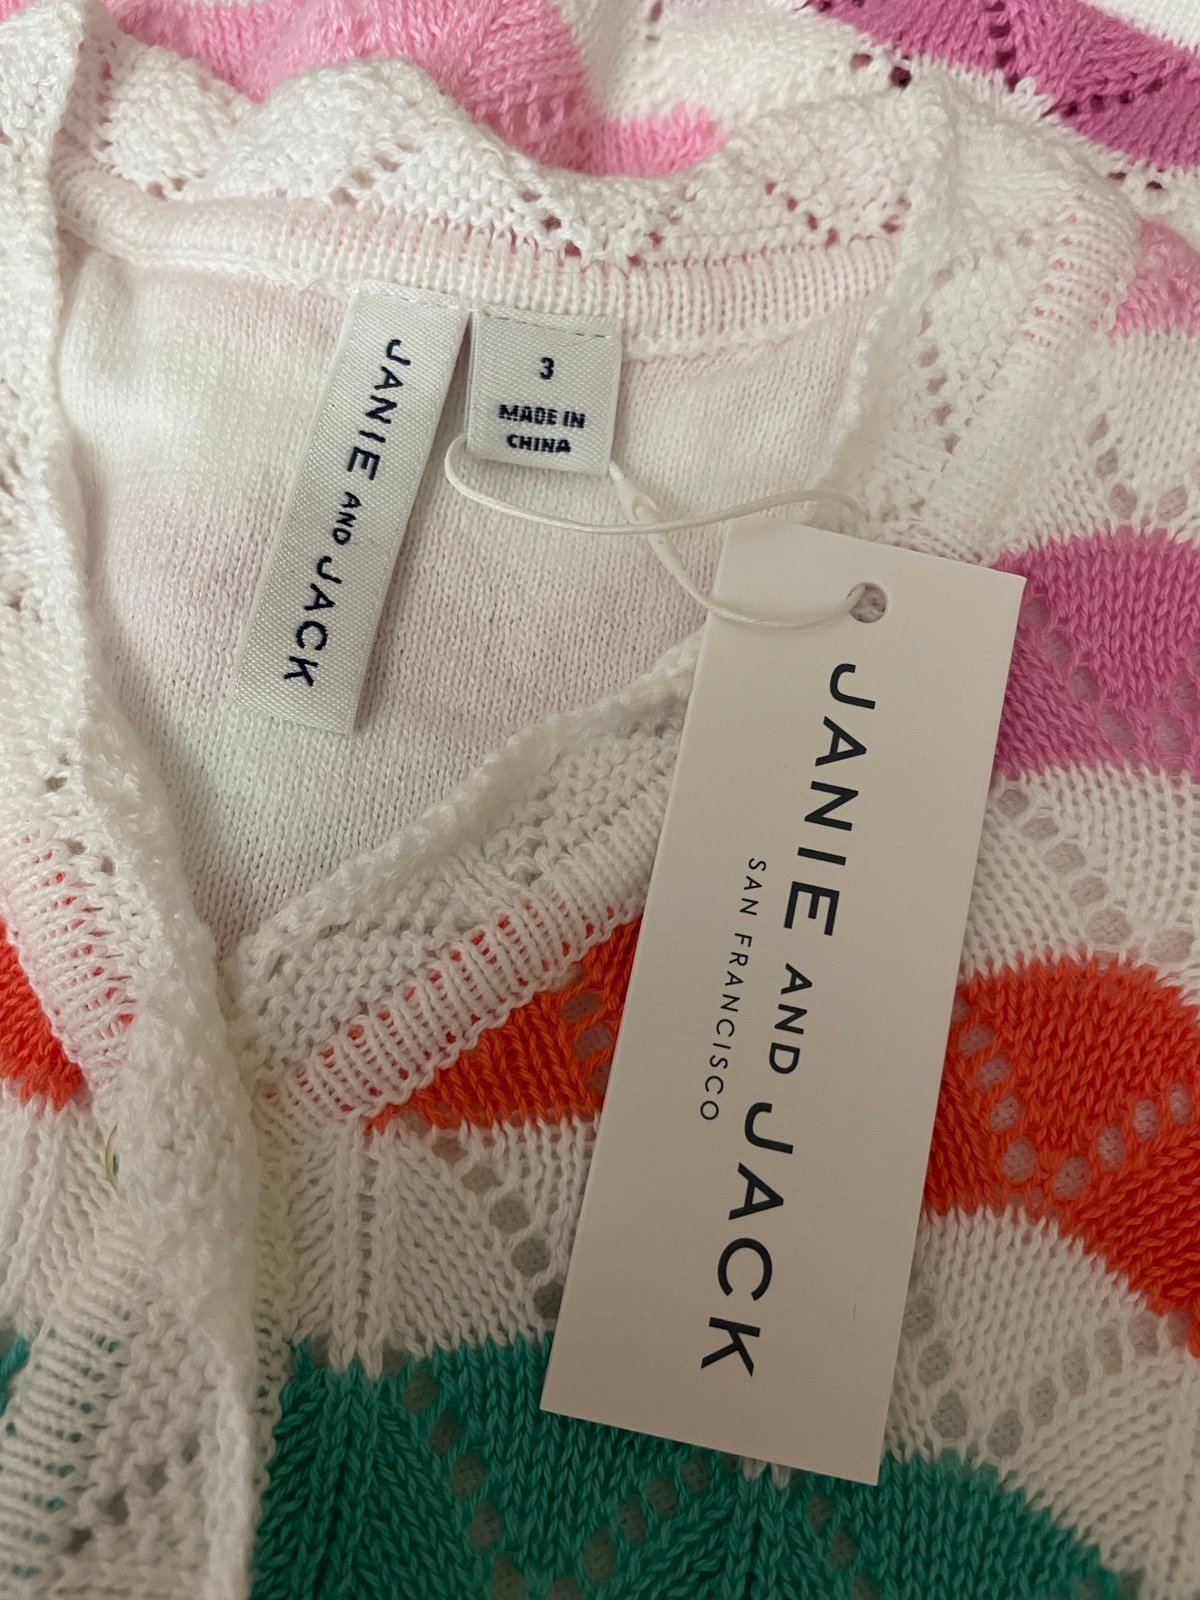 JANIE AND JACK
3
MADE IN
CHINA
JANIE AND JACK
SAN FRANCISCO